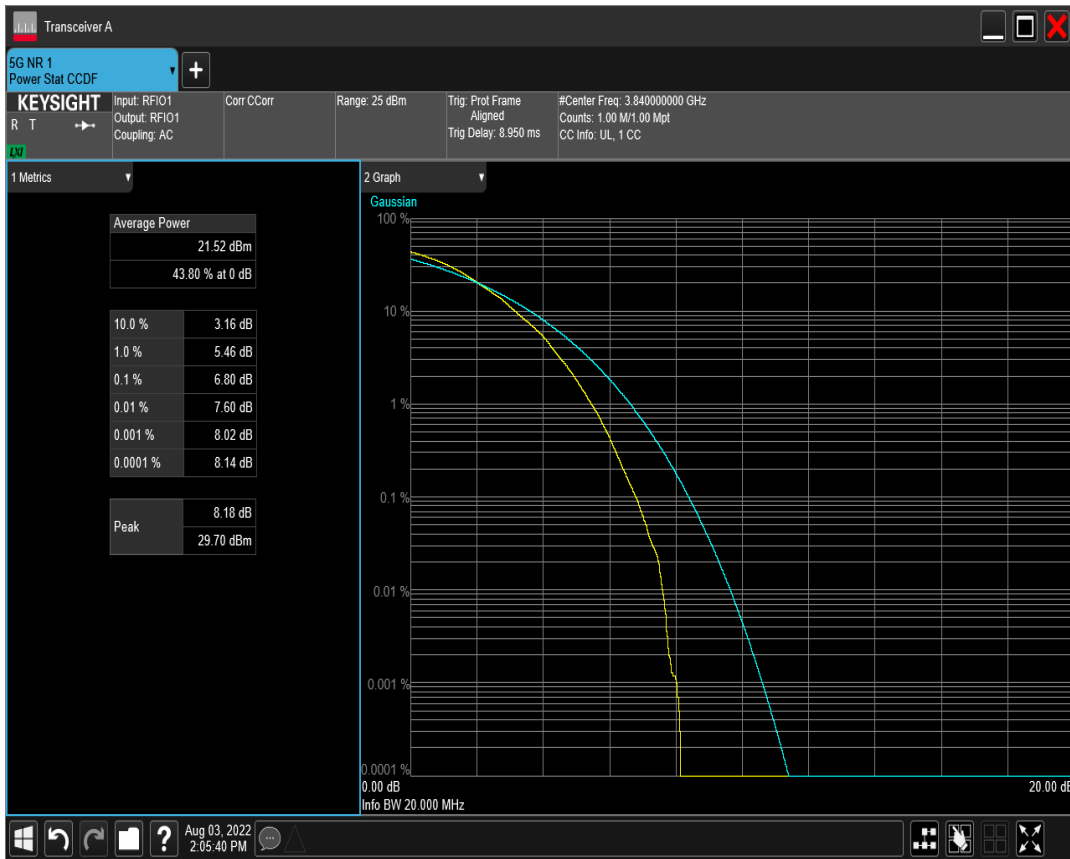 Transceiver A
5G NR 1
Power Stat CCDF
+
KEYSIGHT
R T
LXI
Input: RFIO1
Output: RFIO1
Coupling: AC
Corr CCorr
Range: 25 dBm
Trig: Prot Frame
Aligned
Trig Delay: 8.950 ms
#Center Freq: 3.840000000 GHz
Counts: 1.00 M/1.00 Mpt
CC Info: UL, 1 CC
1 Metrics
Average Power
21.52 dBm
43.80 % at 0 dB
10.0 % 3.16 dB
1.0 % 5.46 dB
0.1 % 6.80 dB
0.01 % 7.60 dB
0.001 % 8.02 dB
0.0001 % 8.14 dB
Peak
8.18 dB
29.70 dBm
2 Graph
Gaussian
100 %
10 %
1 %
0.1 %
0.01 %
0.001 %
0.0001 %
0.00 dB
20.00 dB
Info BW 20.000 MHz
?
Aug 03, 2022
2:05:40 PM